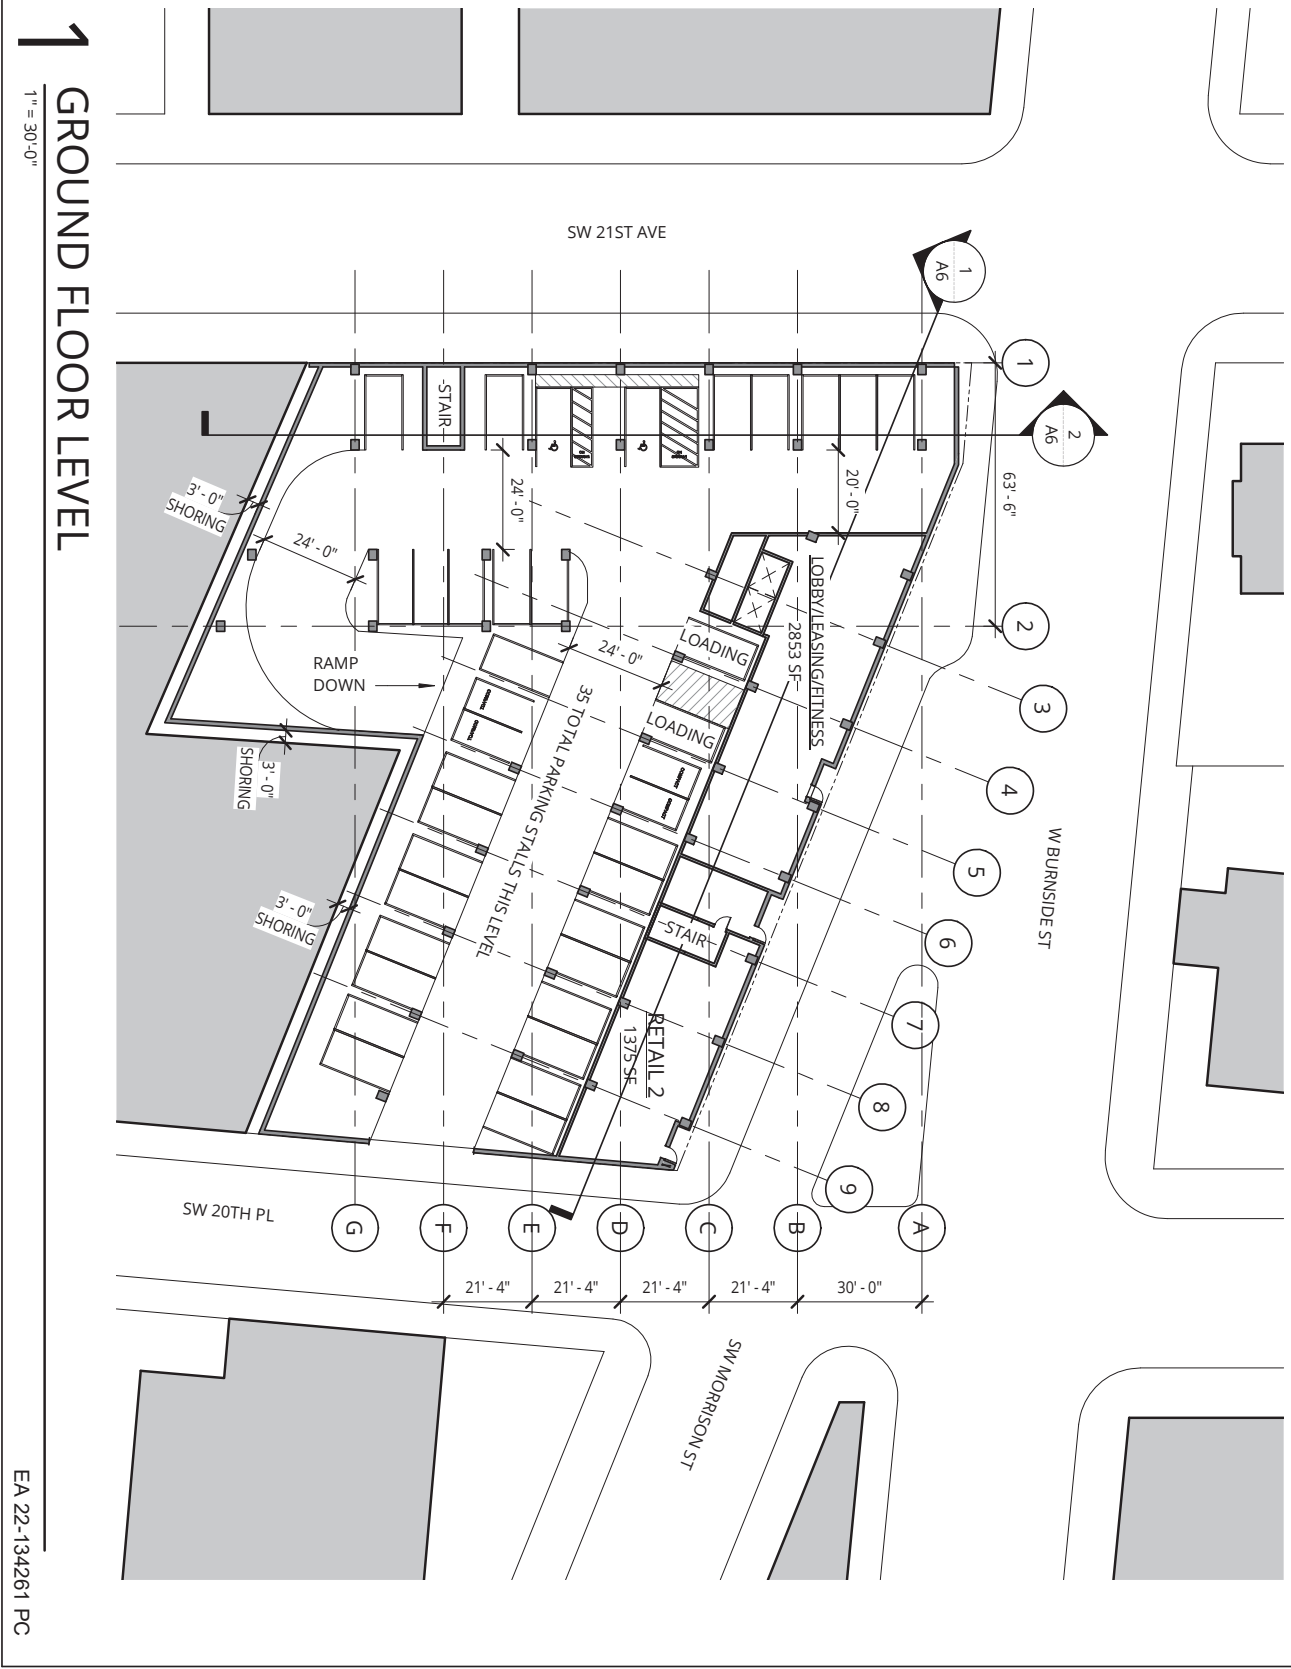 1
GROUND FLOOR LEVEL
1" = 30'-0"
SW 21ST AVE
1
A6
2
A6
1
2
3
4
5
6
7
8
9
63' - 6"
20' - 0"
24' - 0"
STAIR
3' - 0"
SHORING
24' - 0"
LOBBY/LEASING/FITNESS
2853 SF
LOADING
24' - 0"
LOADING
RAMP
DOWN
35 TOTAL PARKING STALLS THIS LEVEL
COMPACT
COMPACT
COMPACT
COMPACT
3' - 0"
SHORING
3' - 0"
SHORING
STAIR
RETAIL 2
1375 SF
W BURNSIDE ST
SW 20TH PL
G
F
E
D
C
B
A
21' - 4"
21' - 4"
21' - 4"
21' - 4"
30' - 0"
SW MORRISON ST
EA 22-134261 PC